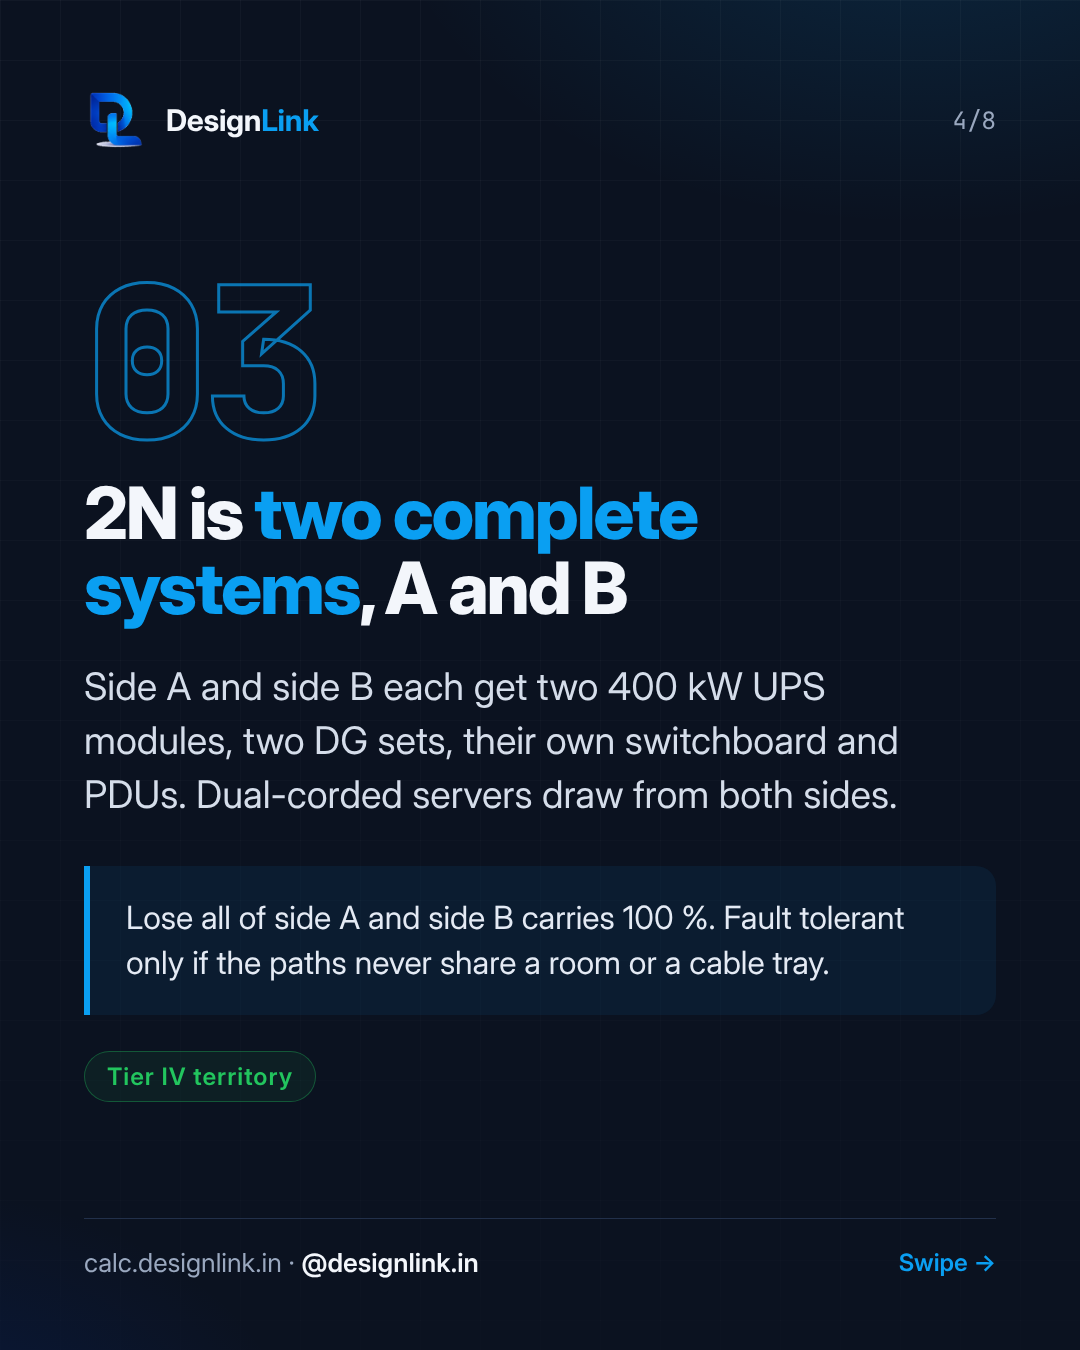 DesignLink
4/8
03
2N is two complete
systems, A and B
Side A and side B each get two 400 kW UPS
modules, two DG sets, their own switchboard and
PDUs. Dual-corded servers draw from both sides.
Lose all of side A and side B carries 100 %. Fault tolerant
only if the paths never share a room or a cable tray.
Tier IV territory
calc.designlink.in · @designlink.in
Swipe →